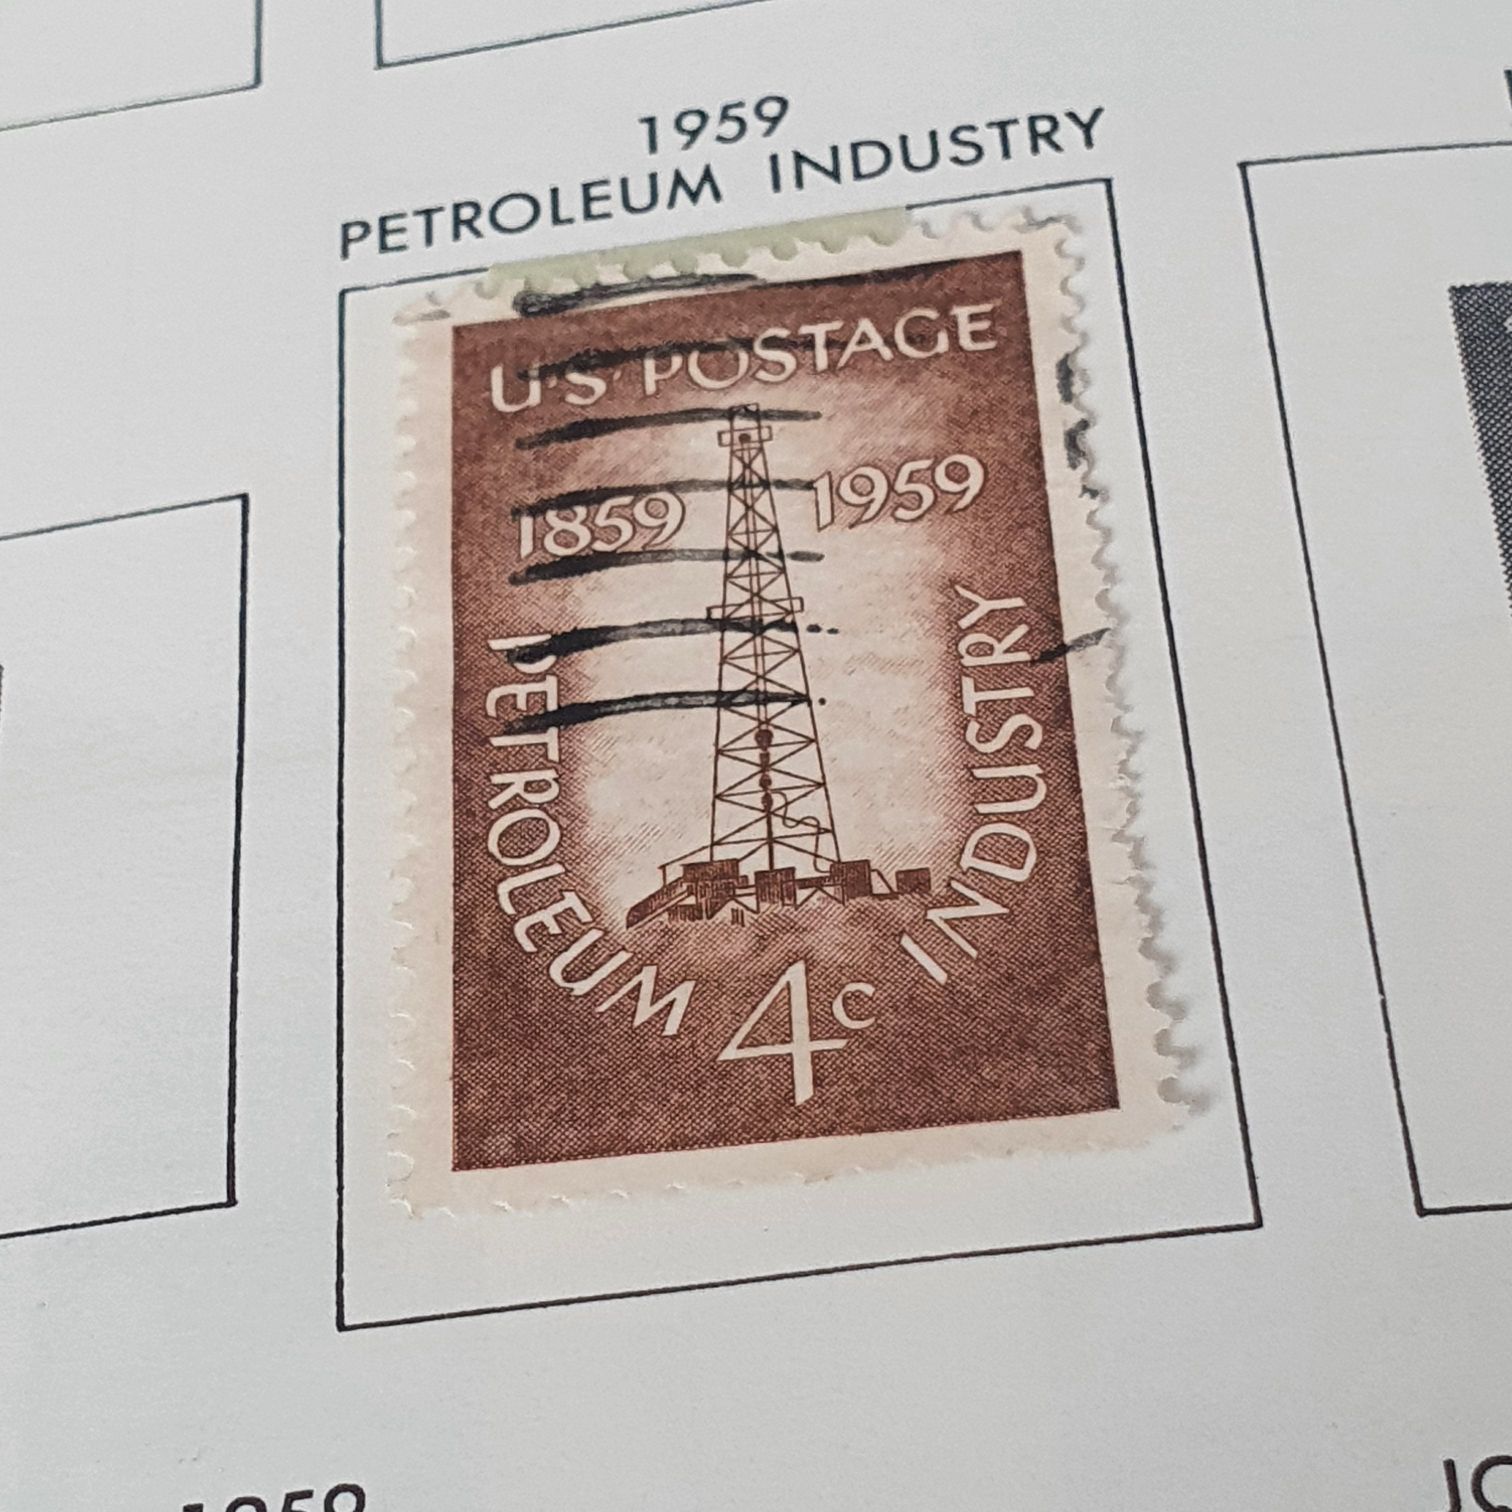 1959
PETROLEUM INDUSTRY
U.S. POSTAGE
1859 1959
PETROLEUM INDUSTRY
4c